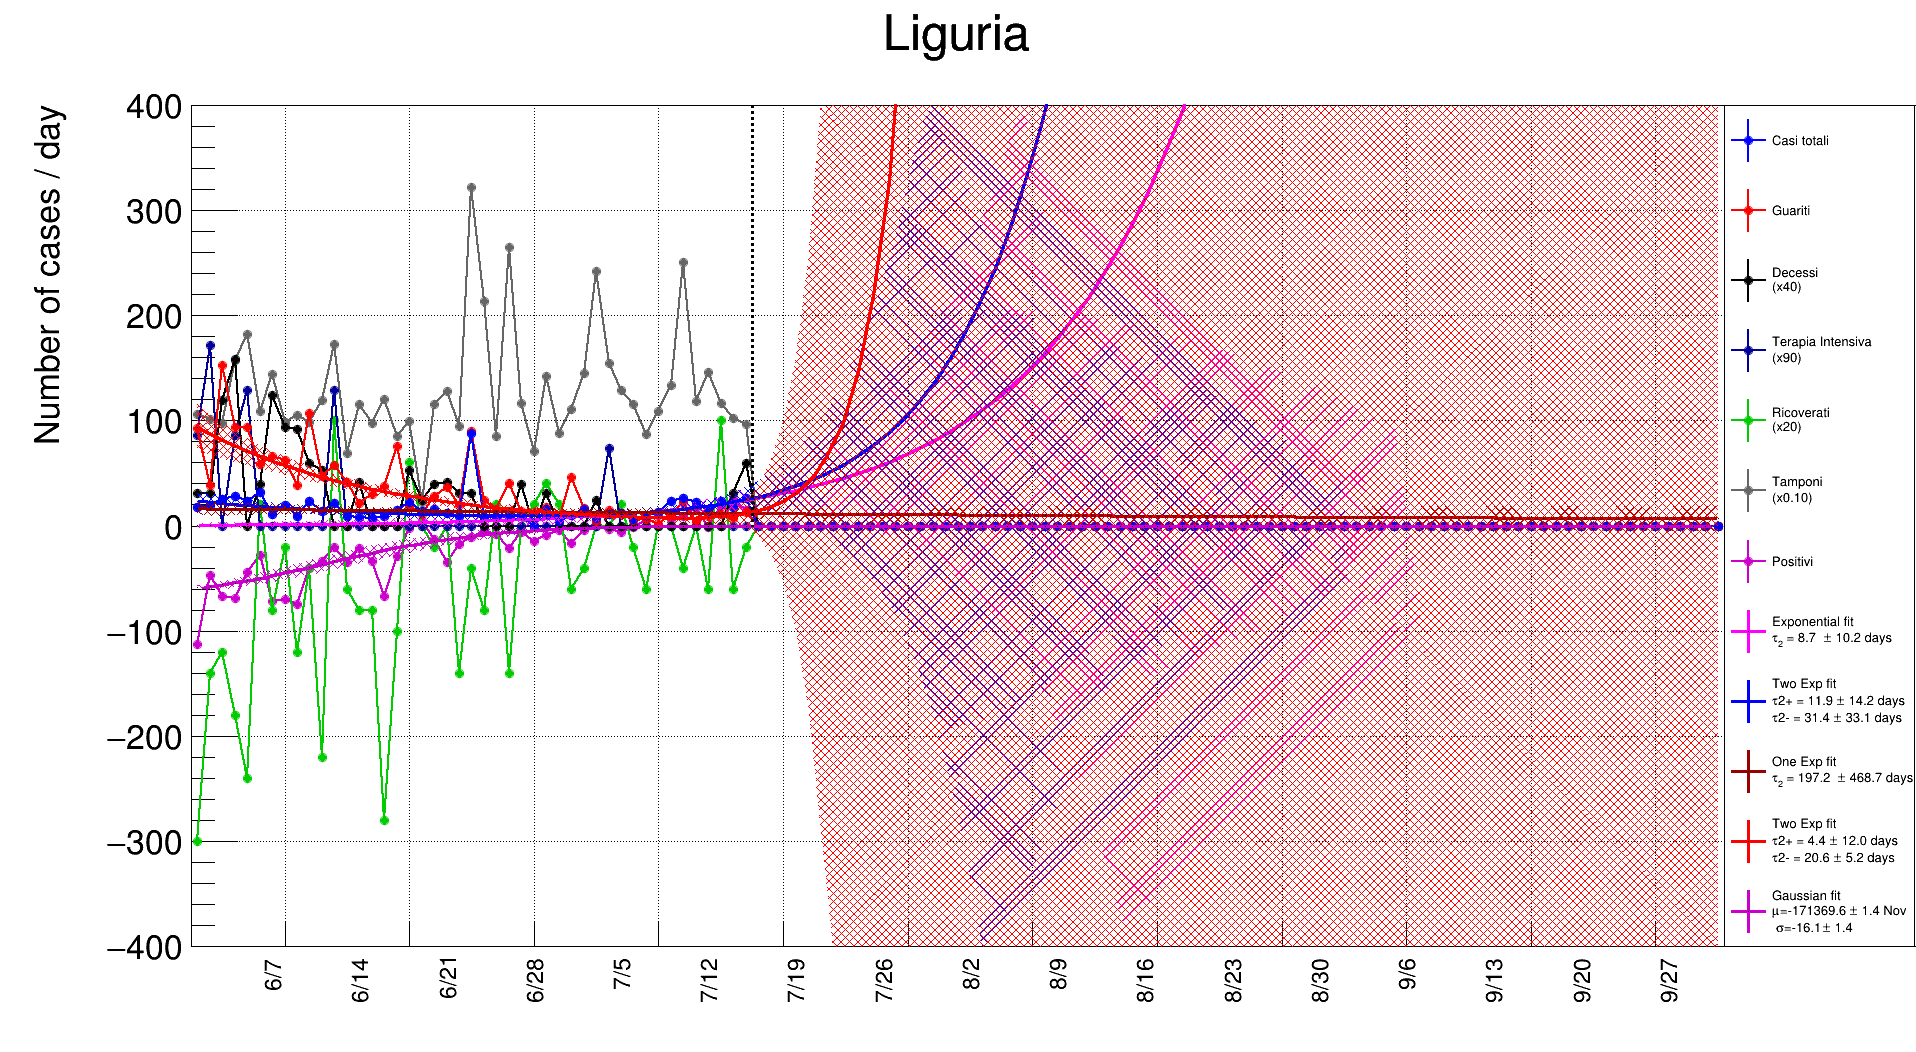 Liguria
Number of cases / day
400
300
200
100
0
−100
−200
−300
−400
6/7
6/14
6/21
6/28
7/5
7/12
7/19
7/26
8/2
8/9
8/16
8/23
8/30
9/6
9/13
9/20
9/27
Casi totali
Guariti
Decessi
(x40)
Terapia Intensiva
(x90)
Ricoverati
(x20)
Tamponi
(x0.10)
Positivi
Exponential fit
τ₂ = 8.7 ± 10.2 days
Two Exp fit
τ2+ = 11.9 ± 14.2 days
τ2- = 31.4 ± 33.1 days
One Exp fit
τ₂ = 197.2 ± 468.7 days
Two Exp fit
τ2+ = 4.4 ± 12.0 days
τ2- = 20.6 ± 5.2 days
Gaussian fit
μ=-171369.6 ± 1.4 Nov
σ=-16.1± 1.4